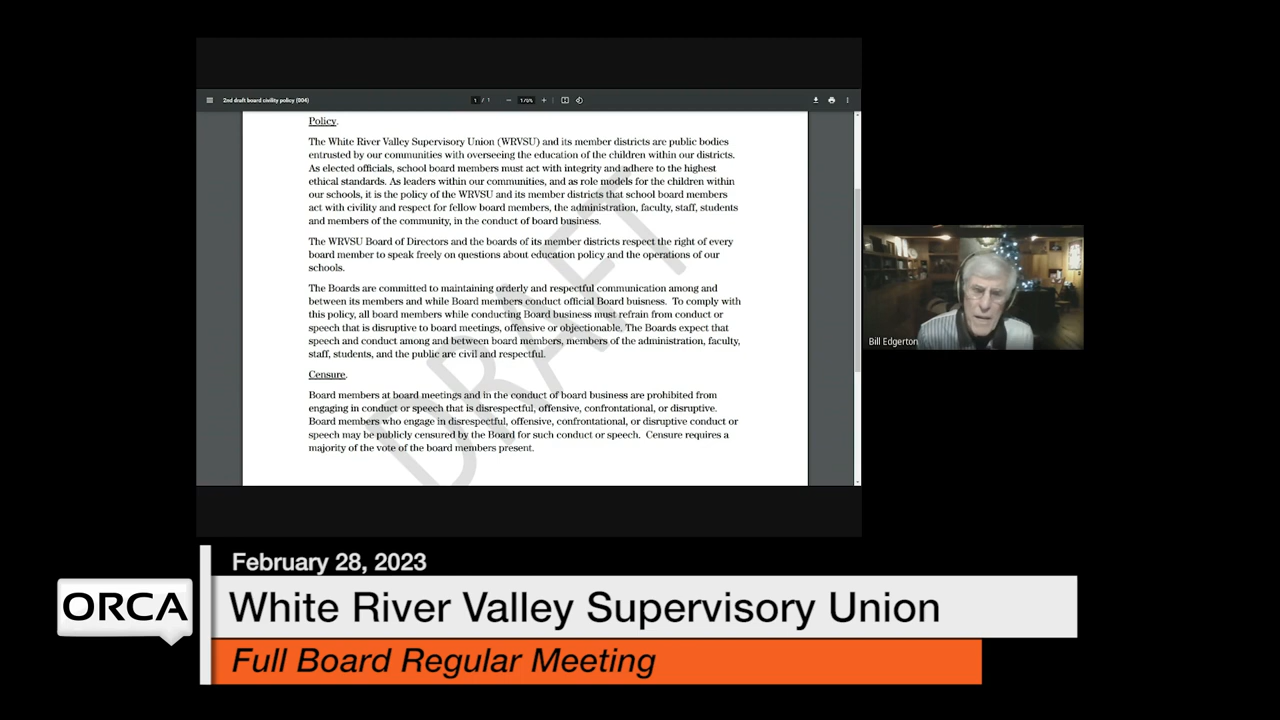 2nd draft board civility policy (004)
1 / 1
170%
Policy.
The White River Valley Supervisory Union (WRVSU) and its member districts are public bodies
entrusted by our communities with overseeing the education of the children within our districts.
As elected officials, school board members must act with integrity and adhere to the highest
ethical standards. As leaders within our communities, and as role models for the children within
our schools, it is the policy of the WRVSU and its member districts that school board members
act with civility and respect for fellow board members, the administration, faculty, staff, students
and members of the community, in the conduct of board business.
The WRVSU Board of Directors and the boards of its member districts respect the right of every
board member to speak freely on questions about education policy and the operations of our
schools.
The Boards are committed to maintaining orderly and respectful communication among and
between its members and while Board members conduct official Board buisness. To comply with
this policy, all board members while conducting Board business must refrain from conduct or
speech that is disruptive to board meetings, offensive or objectionable. The Boards expect that
speech and conduct among and between board members, members of the administration, faculty,
staff, students, and the public are civil and respectful.
Censure.
Board members at board meetings and in the conduct of board business are prohibited from
engaging in conduct or speech that is disrespectful, offensive, confrontational, or disruptive.
Board members who engage in disrespectful, offensive, confrontational, or disruptive conduct or
speech may be publicly censured by the Board for such conduct or speech. Censure requires a
majority of the vote of the board members present.
DRAFT
Bill Edgerton
February 28, 2023
ORCA
White River Valley Supervisory Union
Full Board Regular Meeting